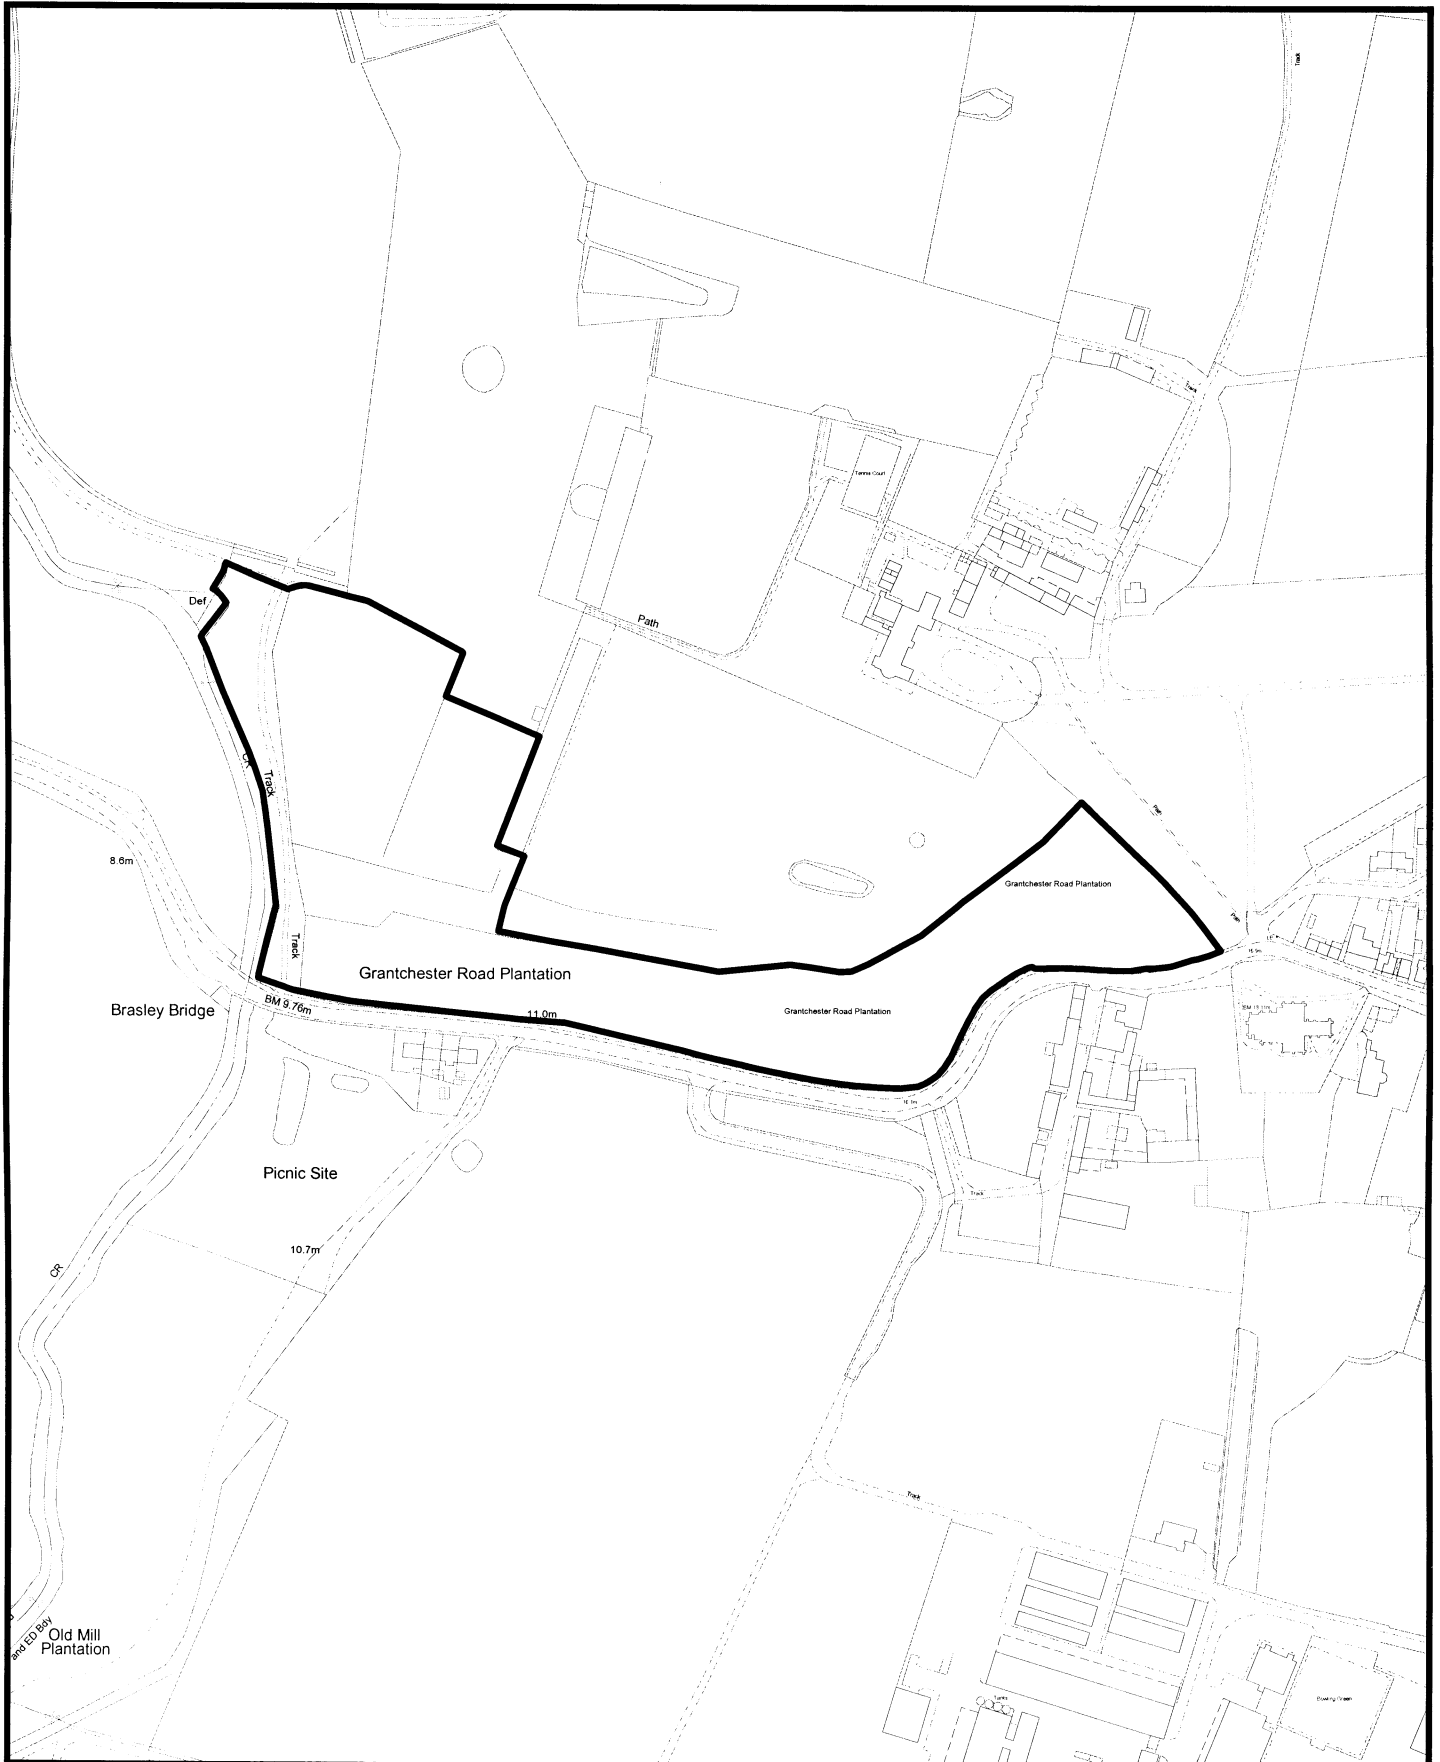 Track
Track
Tennis Court
Def
Path
CR
Track
Path
8.6m
Grantchester Road Plantation
Path
Track
Grantchester Road Plantation
Brasley Bridge
BM 9.76m
11.0m
Grantchester Road Plantation
Picnic Site
Track
10.7m
CR
Track
Old Mill
Plantation
and ED Bdy
Tanks
Bowling Green